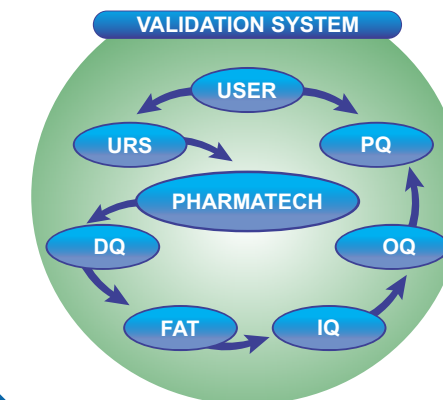 VALIDATION SYSTEM
USER
URS
PQ
PHARMATECH
DQ
OQ
FAT
IQ